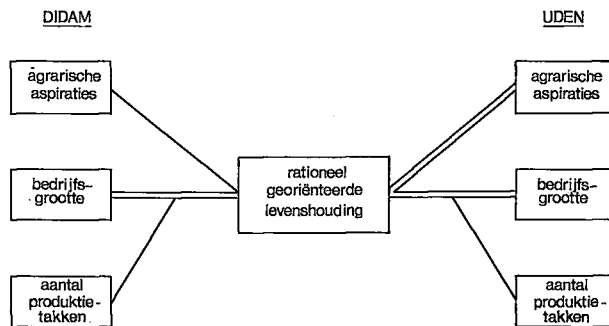 DIDAM
UDEN
agrarische
aspiraties
agrarische
aspiraties
bedrijfs-
grootte
rationeel
georiënteerde
levenshouding
bedrijfs-
grootte
aantal
produktie-
takken
aantal
produktie-
takken